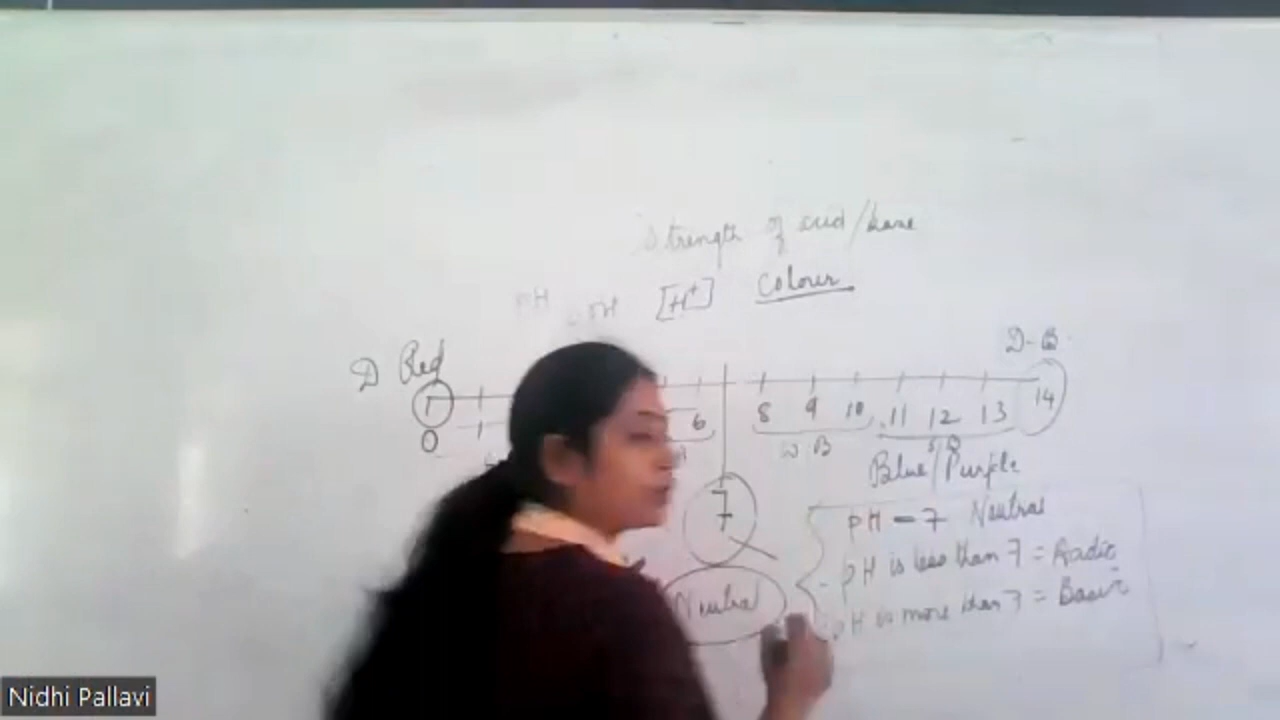 Strength of acid/base
pH [H+] Colour
D Red D-B
0 1 6 8 9 10 11 12 13 14
W B S B
Blue/Purple
7
pH = 7 Neutral
pH is less than 7 = Acidic
Neutral
pH is more than 7 = Basic
Nidhi Pallavi